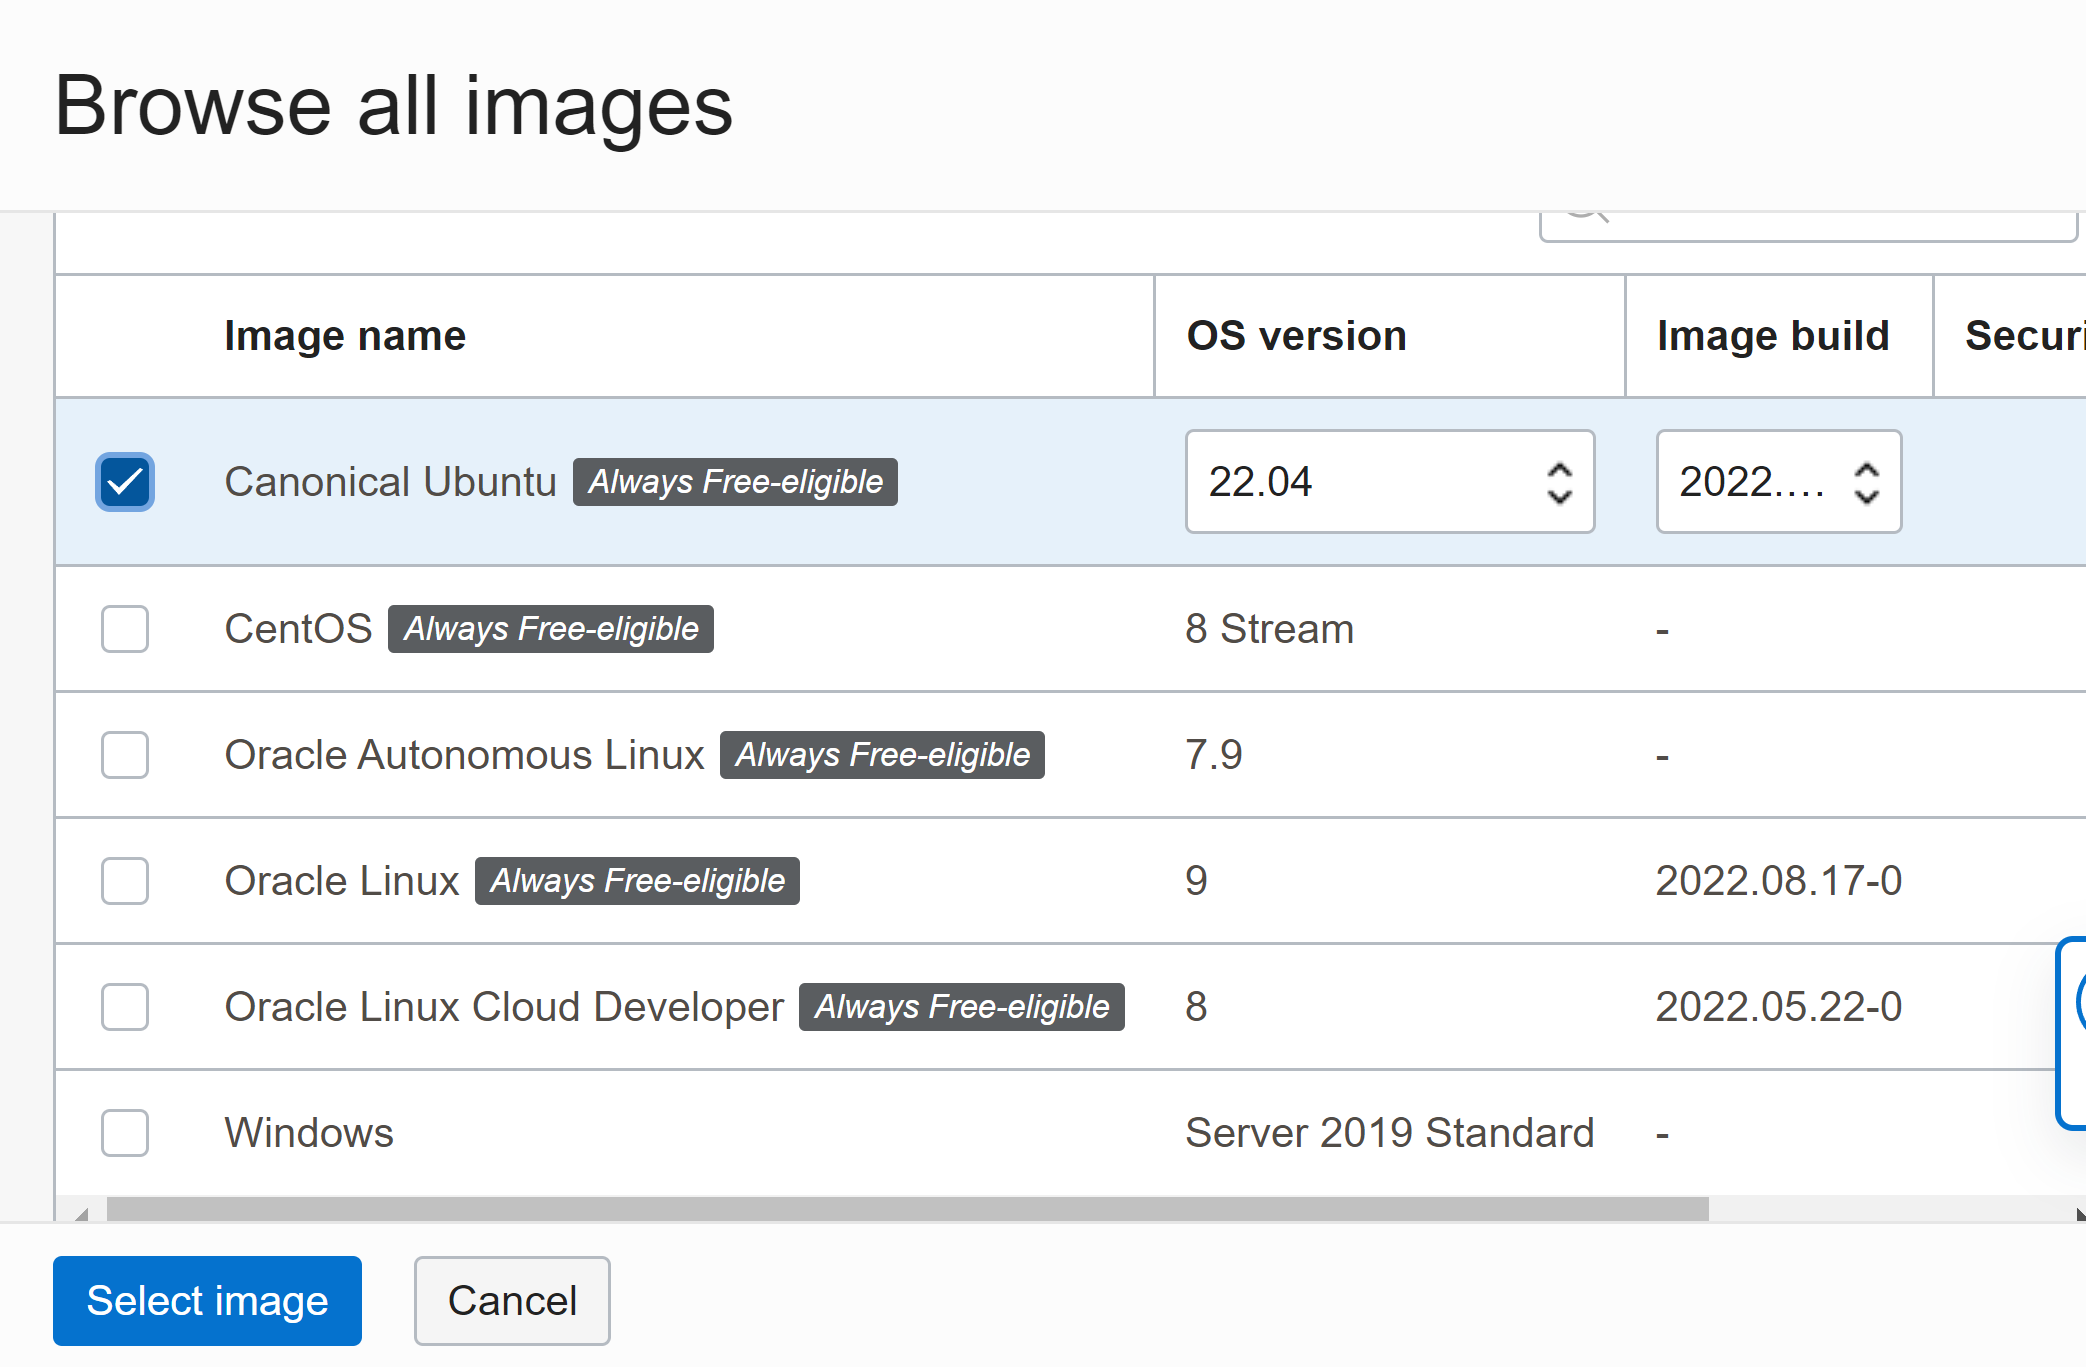 Browse all images
Image name OS version Image build Securi
Canonical Ubuntu Always Free-eligible 22.04 2022....
CentOS Always Free-eligible 8 Stream -
Oracle Autonomous Linux Always Free-eligible 7.9 -
Oracle Linux Always Free-eligible 9 2022.08.17-0
Oracle Linux Cloud Developer Always Free-eligible 8 2022.05.22-0
Windows Server 2019 Standard -
Select image Cancel